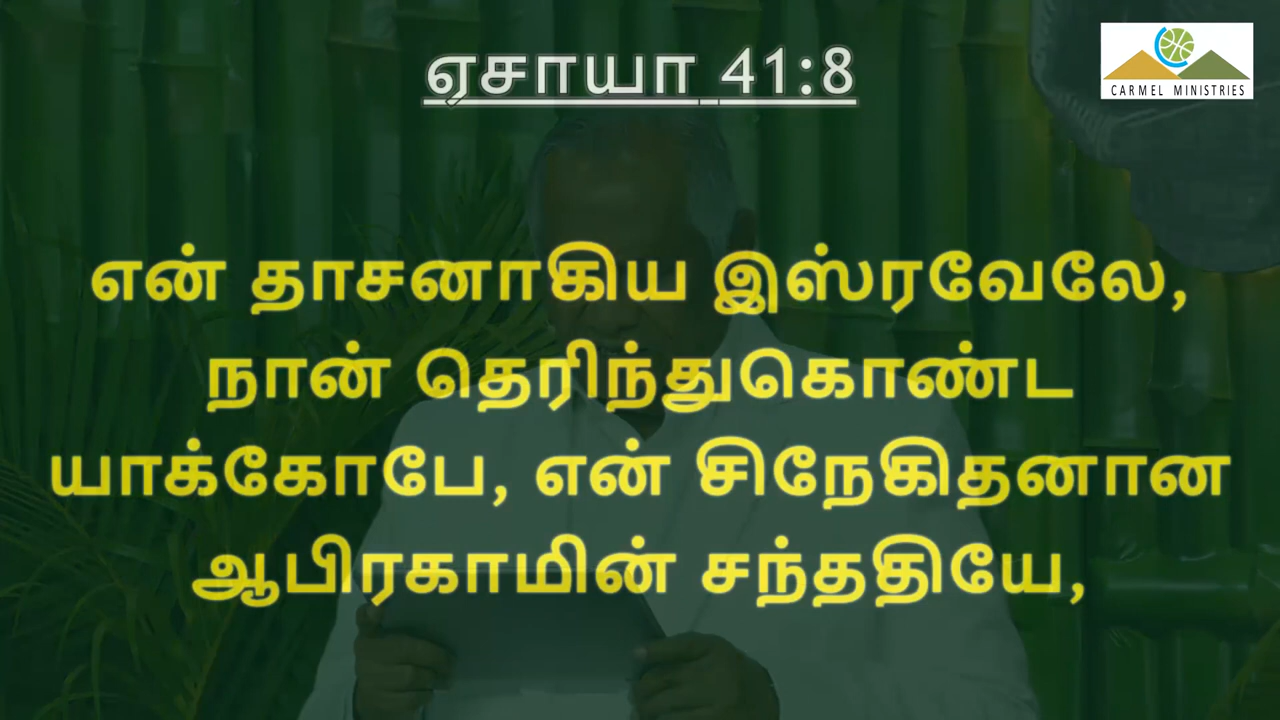 ஏசாயா 41:8
CARMEL MINISTRIES
என் தாசனாகிய இஸ்ரவேலே,
நான் தெரிந்துகொண்ட
யாக்கோபே, என் சிநேகிதனான
ஆபிரகாமின் சந்ததியே,